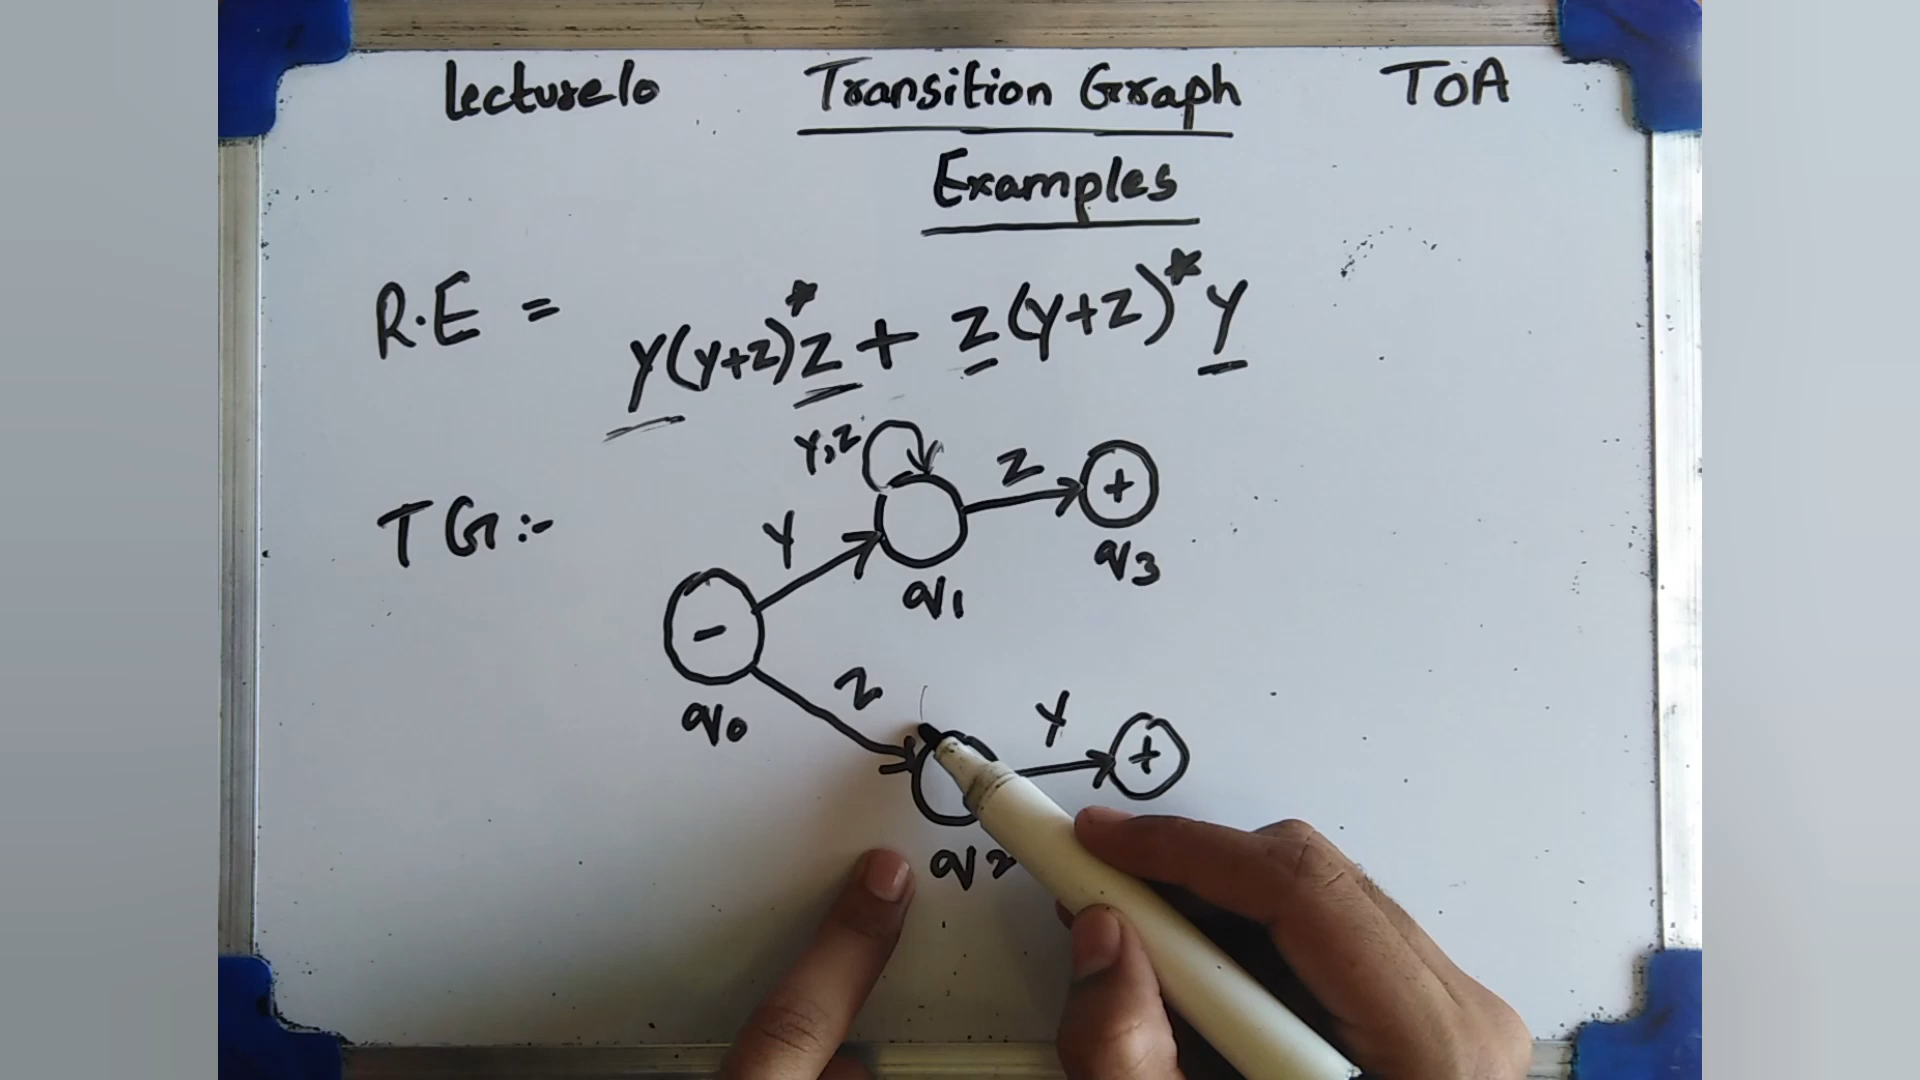 Lecture10 Transition Graph TOA
Examples
R.E = y(y+z)*z + z(y+z)*y
TG:-
y,z
z
+
y
q1
q3
-
q0
z
y
+
q2